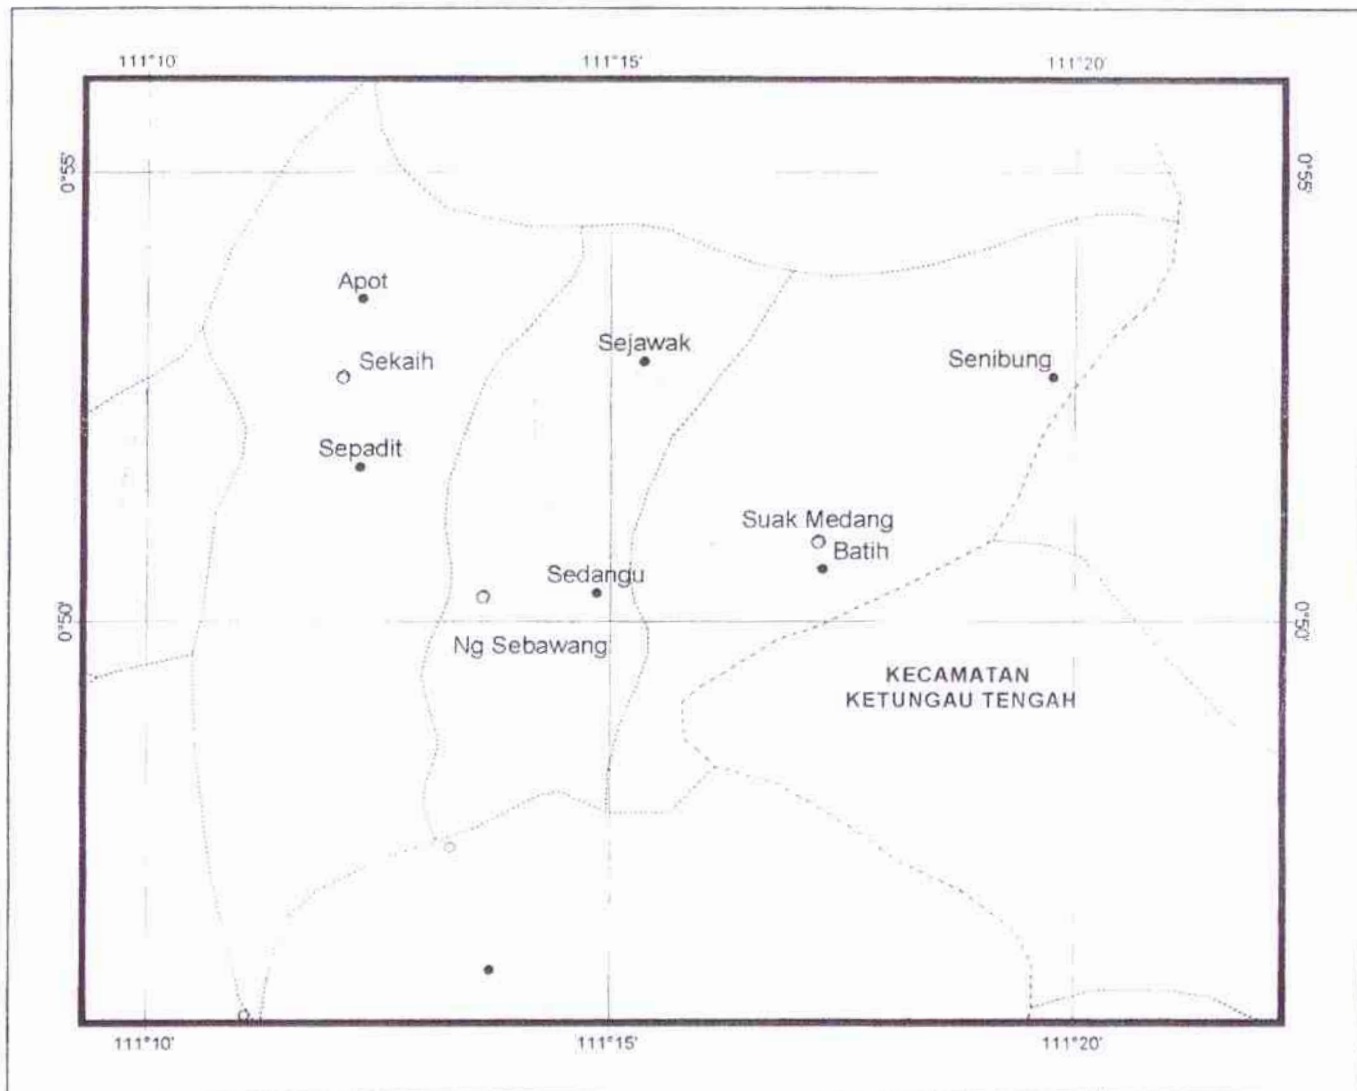 111°10'
111°15'
111°20'
0°55'
0°55'
Apot
Sejawak
Sekaih
Senibung
Sepadit
Suak Medang
Batih
Sedangu
0°50'
0°50'
Ng Sebawang
KECAMATAN
KETUNGAU TENGAH
111°10'
111°15'
111°20'